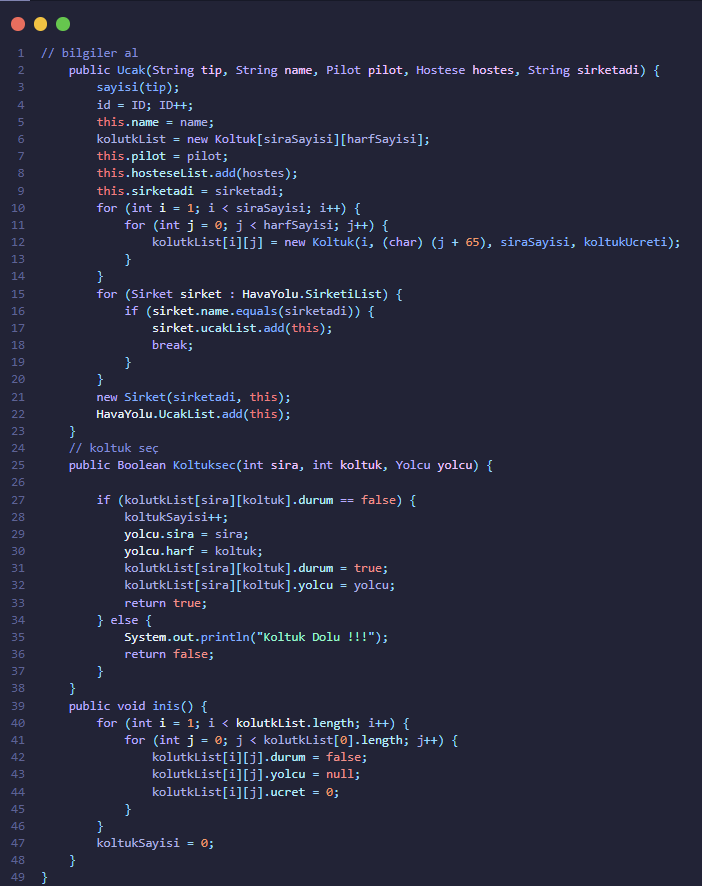 1 // bilgiler al
2 public Ucak(String tip, String name, Pilot pilot, Hostese hostes, String sirketadi) {
3 sayisi(tip);
4 id = ID; ID++;
5 this.name = name;
6 kolutkList = new Koltuk[siraSayisi][harfSayisi];
7 this.pilot = pilot;
8 this.hosteseList.add(hostes);
9 this.sirketadi = sirketadi;
10 for (int i = 1; i < siraSayisi; i++) {
11 for (int j = 0; j < harfSayisi; j++) {
12 kolutkList[i][j] = new Koltuk(i, (char) (j + 65), siraSayisi, koltukUcreti);
13 }
14 }
15 for (Sirket sirket : HavaYolu.SirketiList) {
16 if (sirket.name.equals(sirketadi)) {
17 sirket.ucakList.add(this);
18 break;
19 }
20 }
21 new Sirket(sirketadi, this);
22 HavaYolu.UcakList.add(this);
23 }
24 // koltuk seç
25 public Boolean Koltuksec(int sira, int koltuk, Yolcu yolcu) {
26
27 if (kolutkList[sira][koltuk].durum == false) {
28 koltukSayisi++;
29 yolcu.sira = sira;
30 yolcu.harf = koltuk;
31 kolutkList[sira][koltuk].durum = true;
32 kolutkList[sira][koltuk].yolcu = yolcu;
33 return true;
34 } else {
35 System.out.println("Koltuk Dolu !!!");
36 return false;
37 }
38 }
39 public void inis() {
40 for (int i = 1; i < kolutkList.length; i++) {
41 for (int j = 0; j < kolutkList[0].length; j++) {
42 kolutkList[i][j].durum = false;
43 kolutkList[i][j].yolcu = null;
44 kolutkList[i][j].ucret = 0;
45 }
46 }
47 koltukSayisi = 0;
48 }
49 }